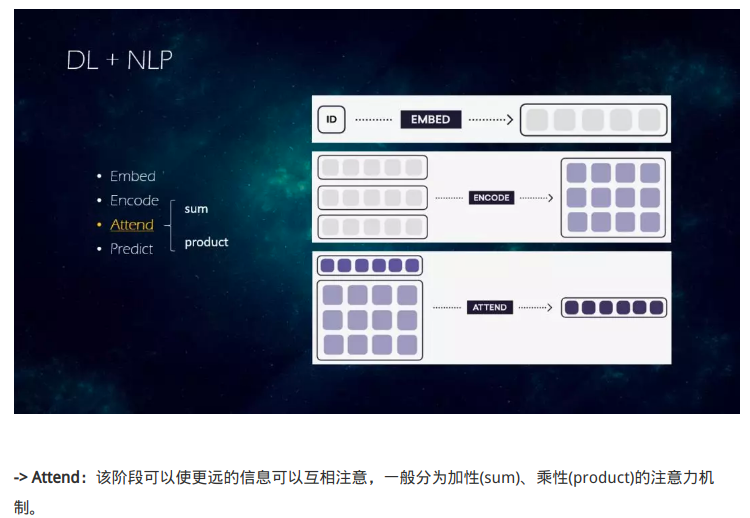 DL + NLP
• Embed
• Encode
• Attend
• Predict
sum
product
ID
EMBED
ENCODE
ATTEND
-> Attend：该阶段可以使更远的信息可以互相注意，一般分为加性(sum)、乘性(product)的注意力机
制。